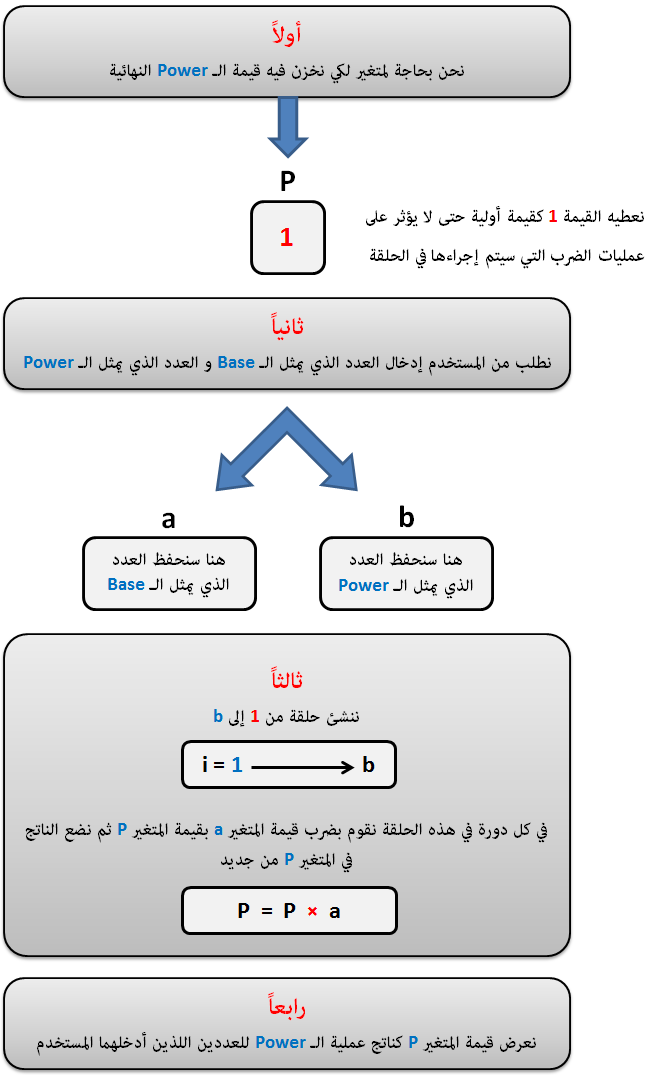 أولاً
نحن بحاجة لمتغير لكي نخزن فيه قيمة الـ Power النهائية
P
1
نعطيه القيمة 1 كقيمة أولية حتى لا يؤثر على
عمليات الضرب التي سيتم إجراءها في الحلقة
ثانياً
نطلب من المستخدم إدخال العدد الذي يمثل الـ Base و العدد الذي يمثل الـ Power
a
هنا سنحفظ العدد
الذي يمثل الـ Base
b
هنا سنحفظ العدد
الذي يمثل الـ Power
ثالثاً
ننشئ حلقة من 1 إلى b
i = 1 ⟶ b
في كل دورة في هذه الحلقة نقوم بضرب قيمة المتغير a بقيمة المتغير P ثم نضع الناتج
في المتغير P من جديد
P = P × a
رابعاً
نعرض قيمة المتغير P كناتج عملية الـ Power للعددين اللذين أدخلهما المستخدم